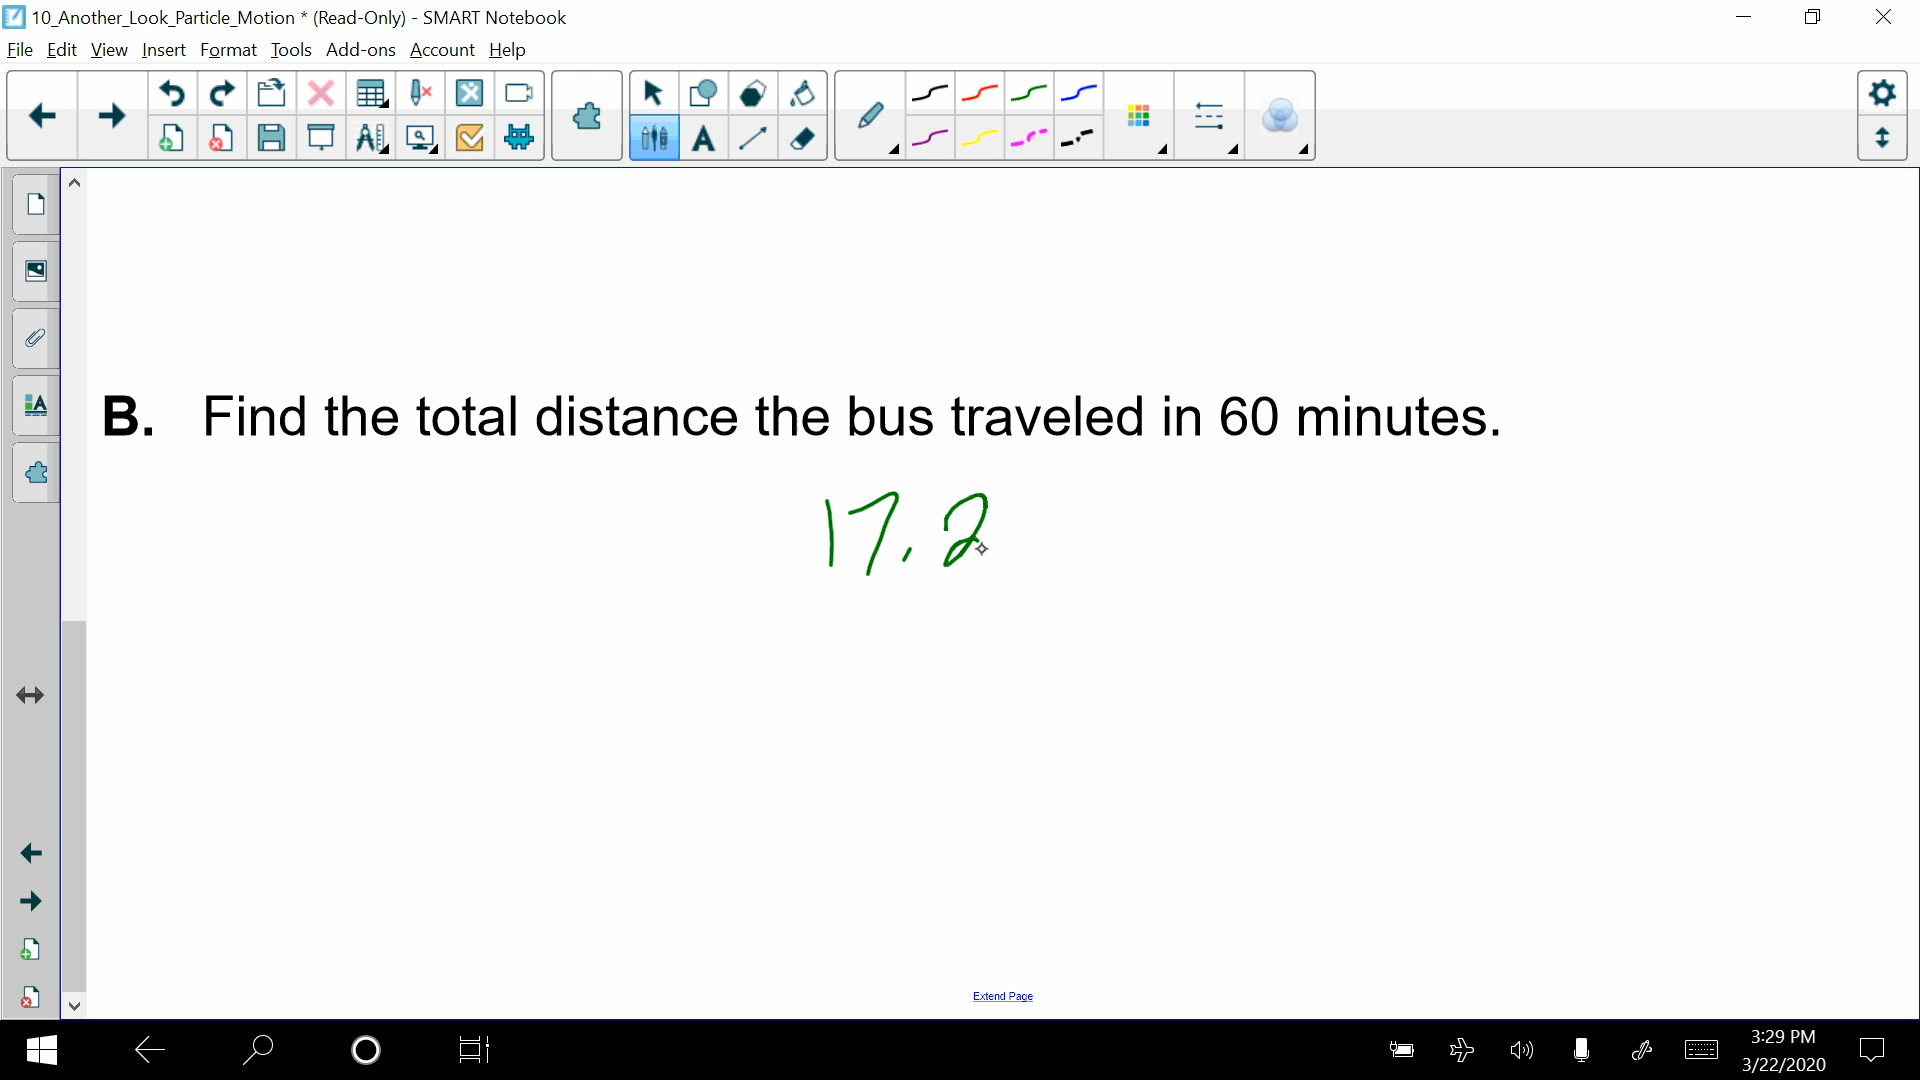 10_Another_Look_Particle_Motion * (Read-Only) - SMART Notebook
File Edit View Insert Format Tools Add-ons Account Help
B. Find the total distance the bus traveled in 60 minutes.
17,2
Extend Page
3:29 PM
3/22/2020